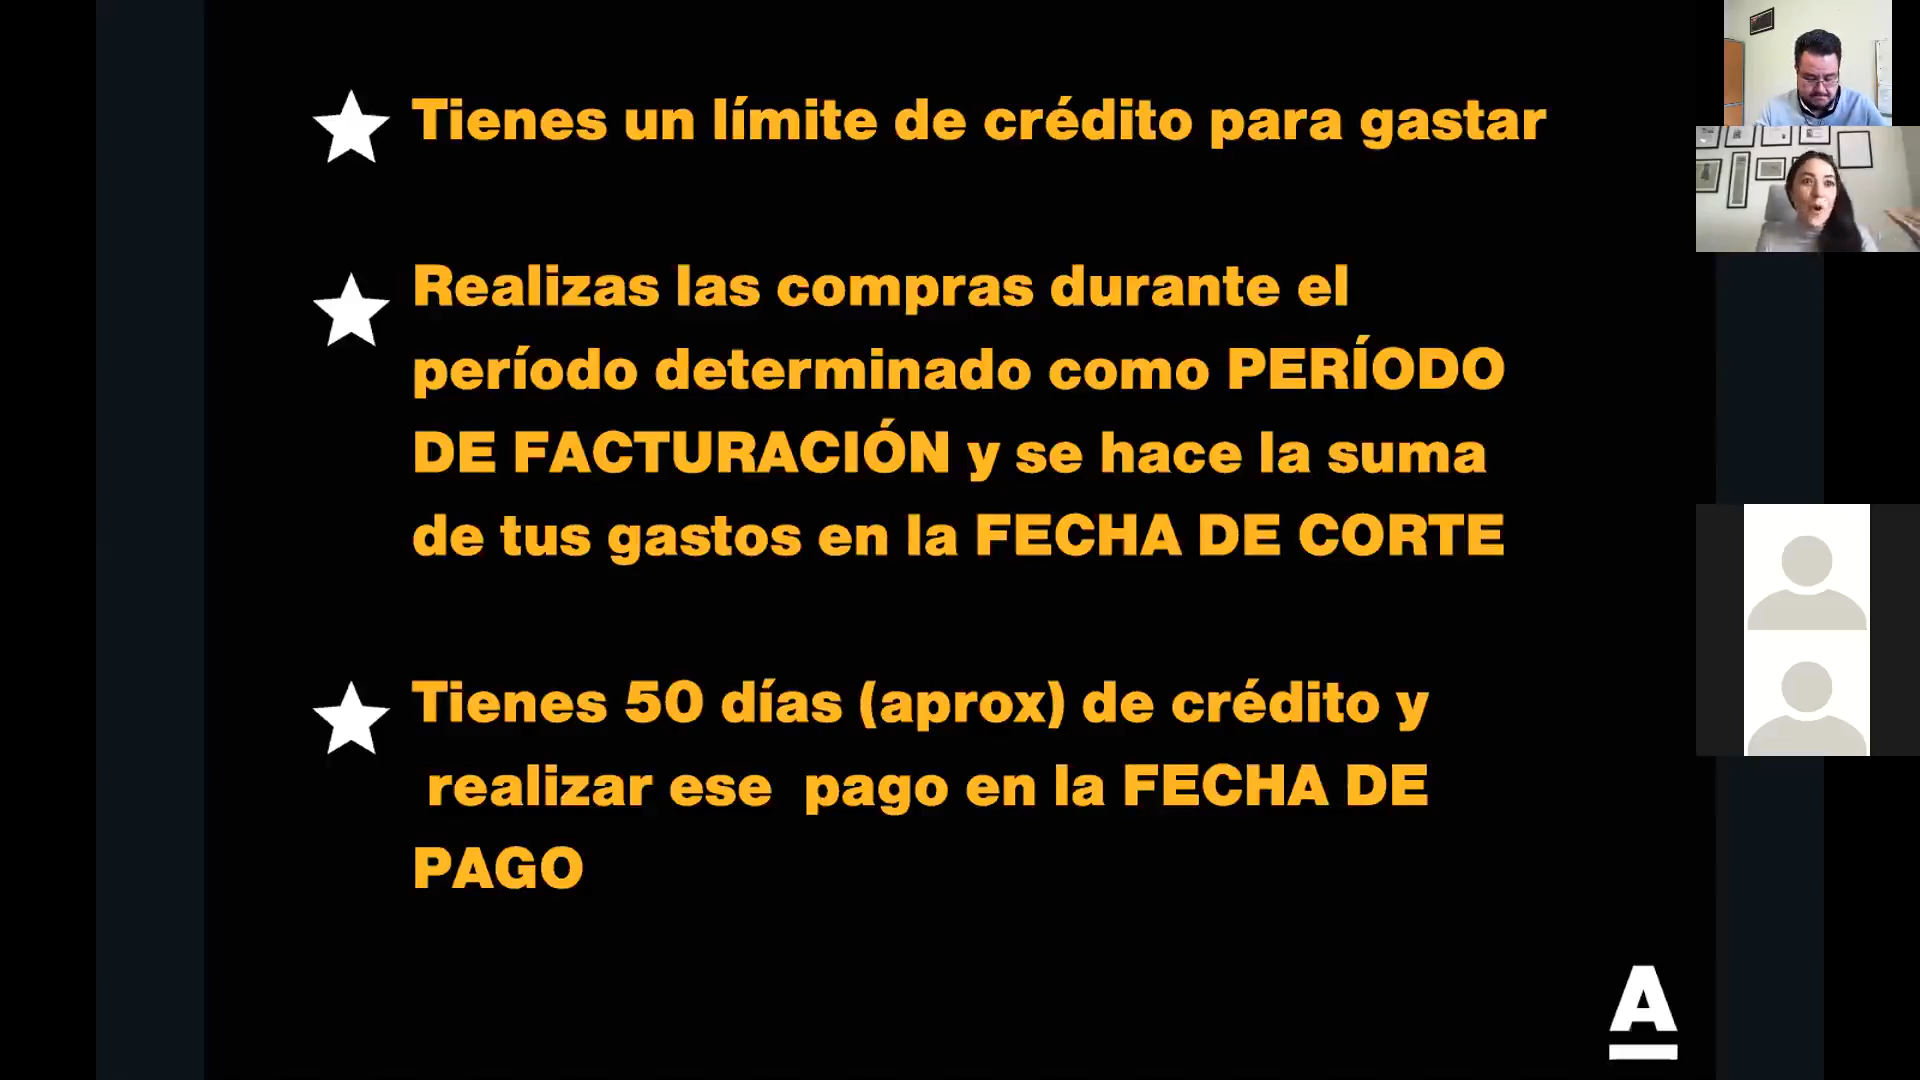 Tienes un límite de crédito para gastar
Realizas las compras durante el
período determinado como PERÍODO
DE FACTURACIÓN y se hace la suma
de tus gastos en la FECHA DE CORTE
Tienes 50 días (aprox) de crédito y
realizar ese pago en la FECHA DE
PAGO
A